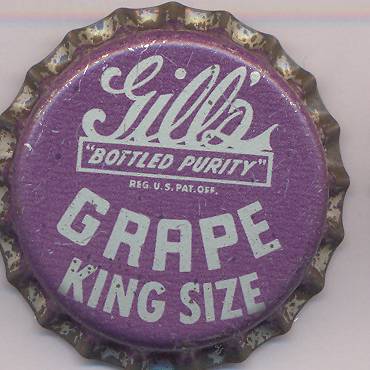 Gill's
"BOTTLED PURITY"
REG. U.S. PAT. OFF.
GRAPE
KING SIZE